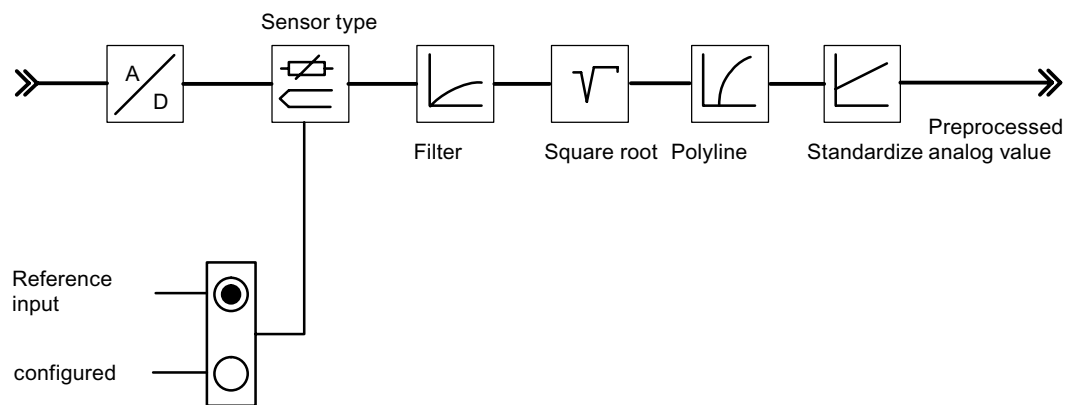 Sensor type
A
D
Filter
Square root
Polyline
Standardize
Preprocessed
analog value
Reference
input
configured